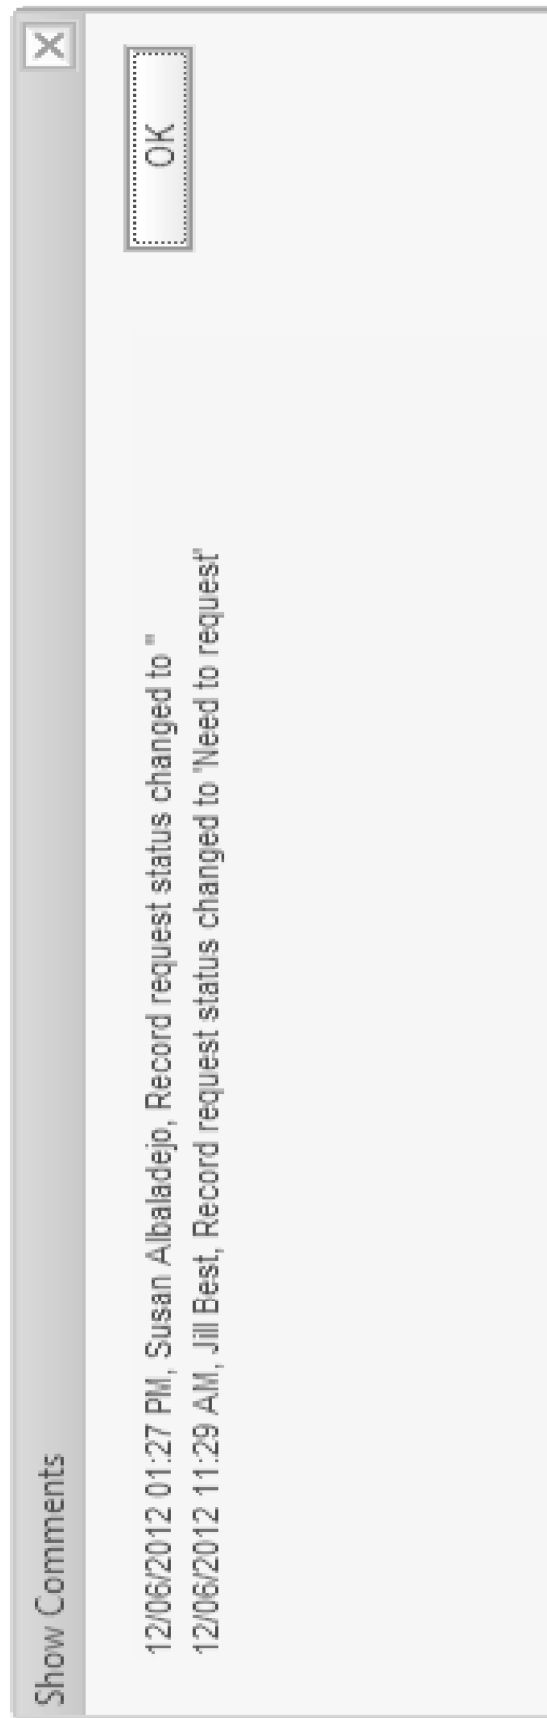 Show Comments
OK
12/06/2012 01:27 PM, Susan Albaladejo, Record request status changed to ''
12/06/2012 11:29 AM, Jill Best, Record request status changed to 'Need to request'